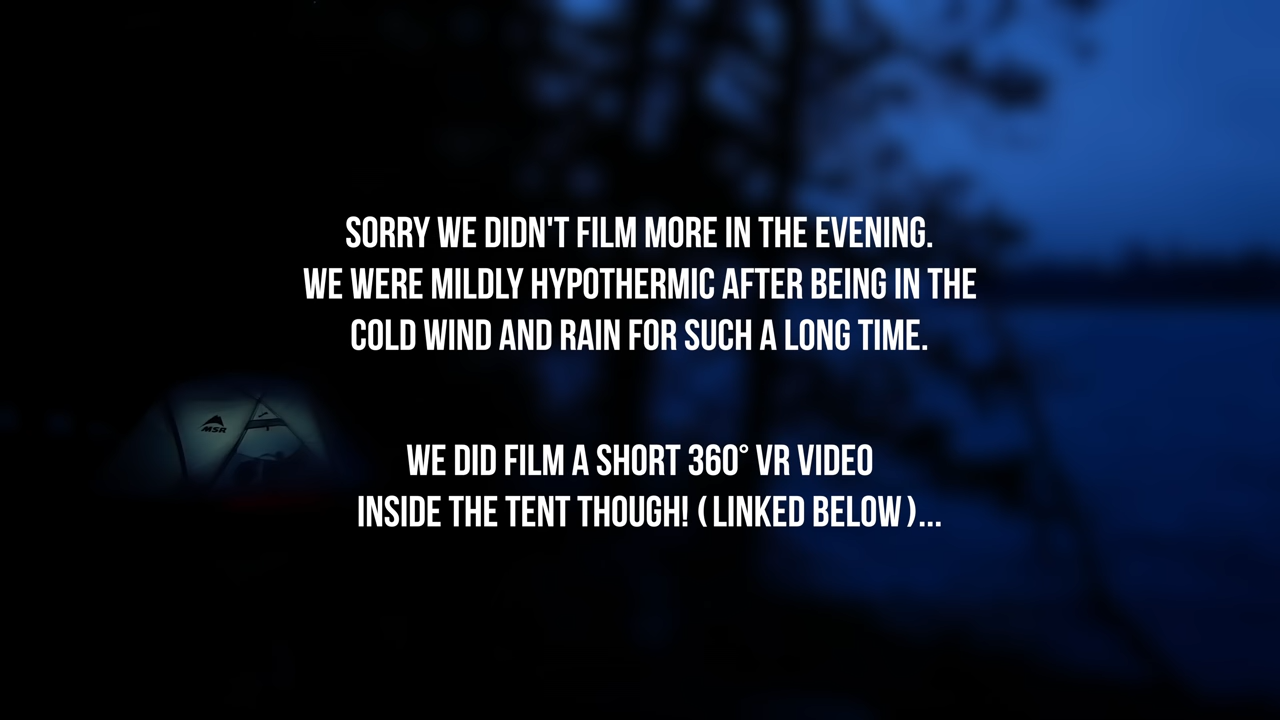 SORRY WE DIDN'T FILM MORE IN THE EVENING.
WE WERE MILDLY HYPOTHERMIC AFTER BEING IN THE
COLD WIND AND RAIN FOR SUCH A LONG TIME.
MSR
WE DID FILM A SHORT 360° VR VIDEO
INSIDE THE TENT THOUGH! (LINKED BELOW)...